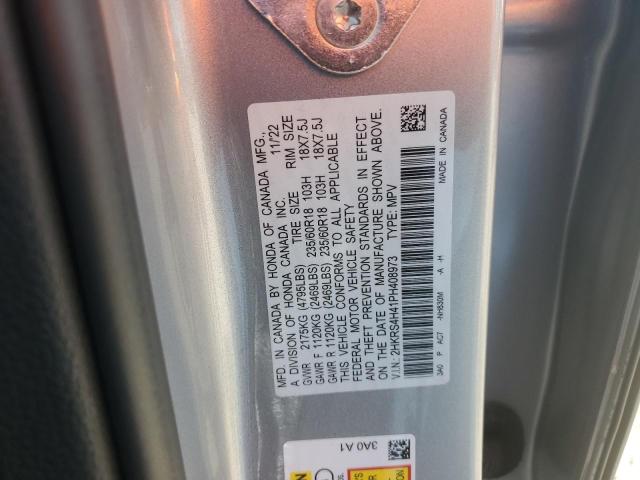 MFD. IN CANADA BY HONDA OF CANADA MFG.,
A DIVISION OF HONDA CANADA INC. 11/22
TIRE SIZE RIM SIZE
GVWR 2175KG (4795LBS)
GAWR F 1120KG (2469LBS) 235/60R18 103H 18X7.5J
GAWR R 1120KG (2469LBS) 235/60R18 103H 18X7.5J
THIS VEHICLE CONFORMS TO ALL APPLICABLE
FEDERAL MOTOR VEHICLE SAFETY
AND THEFT PREVENTION STANDARDS IN EFFECT
ON THE DATE OF MANUFACTURE SHOWN ABOVE.
V.I.N.: 2HKRS4H41PH408973 TYPE: MPV
3A0 P AC7 -NH830M -A -H MADE IN CANADA
3A0 A1